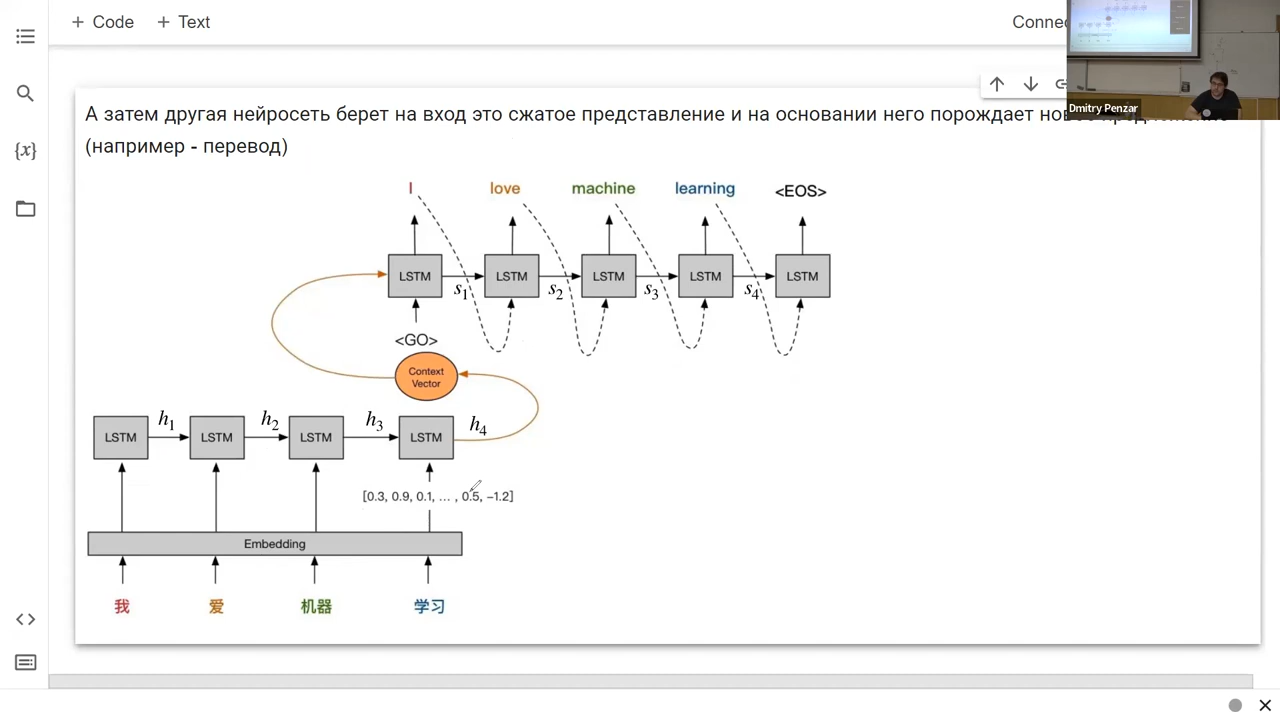 + Code + Text
Dmitry Penzar
А затем другая нейросеть берет на вход это сжатое представление и на основании него порождает
(например - перевод)
I love machine learning <EOS>
LSTM LSTM LSTM LSTM LSTM
s1 s2 s3 s4
<GO>
Context
Vector
h1 h2 h3 h4
LSTM LSTM LSTM LSTM
[0.3, 0.9, 0.1, ... , 0.5, −1.2]
Embedding
我 爱 机器 学习